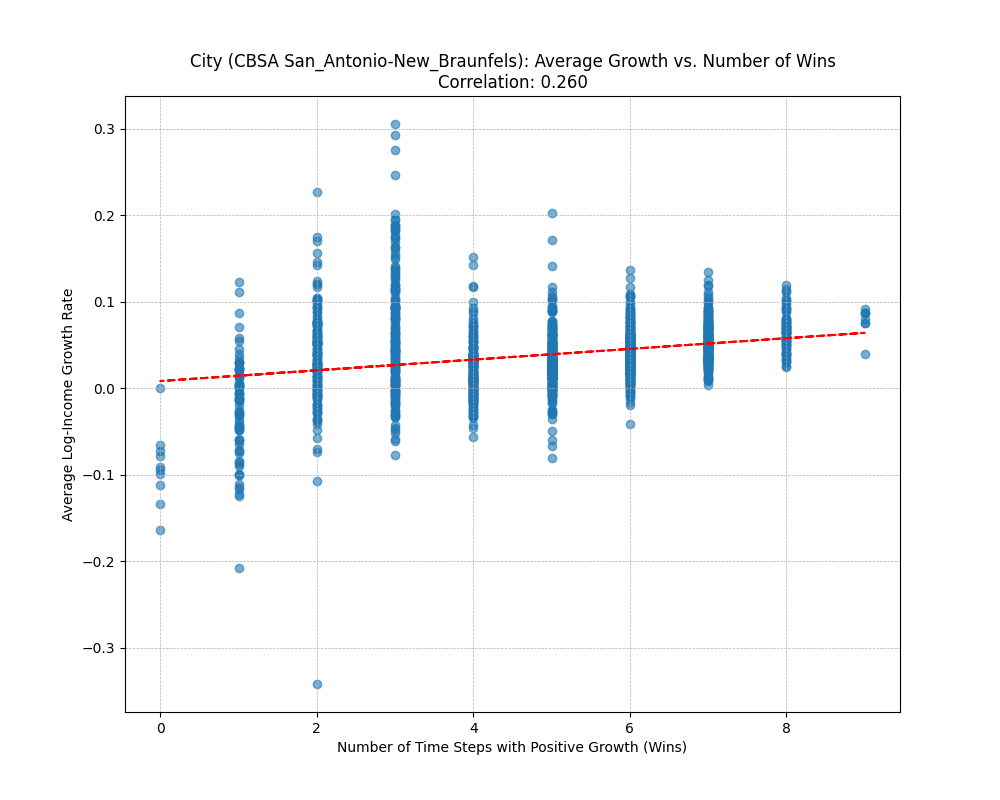 City (CBSA San_Antonio-New_Braunfels): Average Growth vs. Number of Wins
Correlation: 0.260
Average Log-Income Growth Rate
0.3
0.2
0.1
0.0
−0.1
−0.2
−0.3
0 2 4 6 8
Number of Time Steps with Positive Growth (Wins)